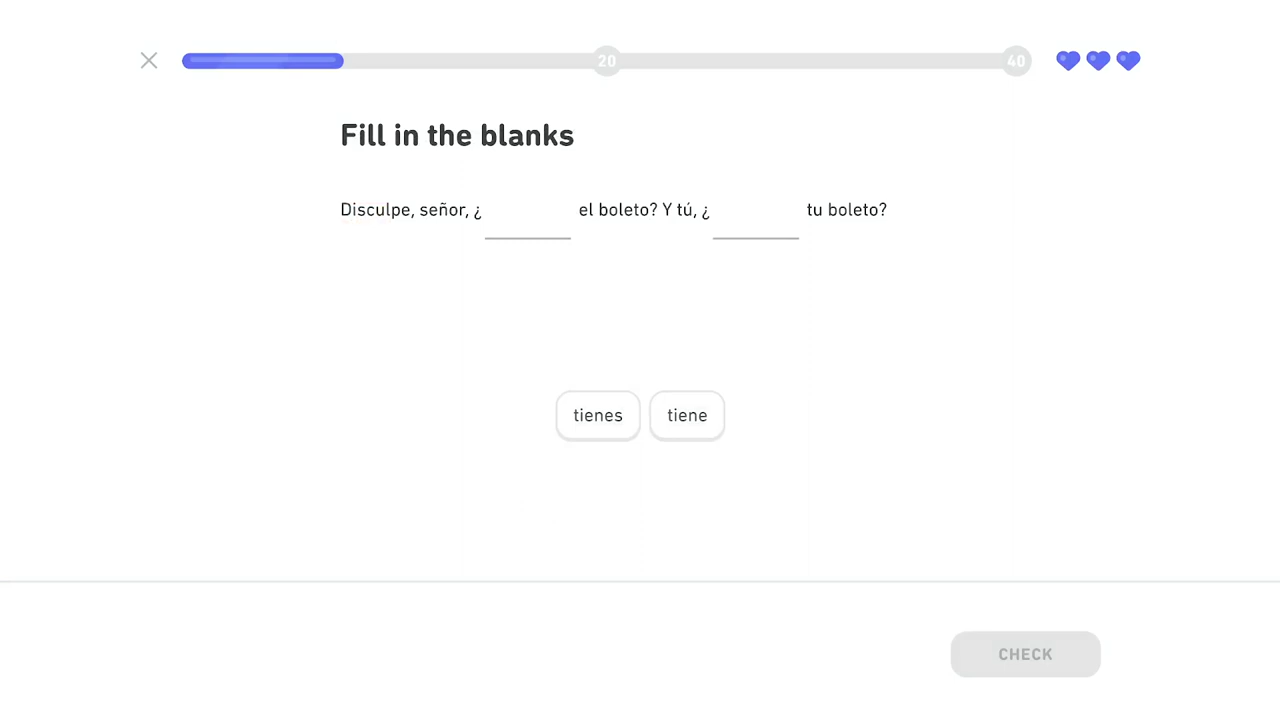 20 40
Fill in the blanks
Disculpe, señor, ¿ el boleto? Y tú, ¿ tu boleto?
tienes tiene
CHECK